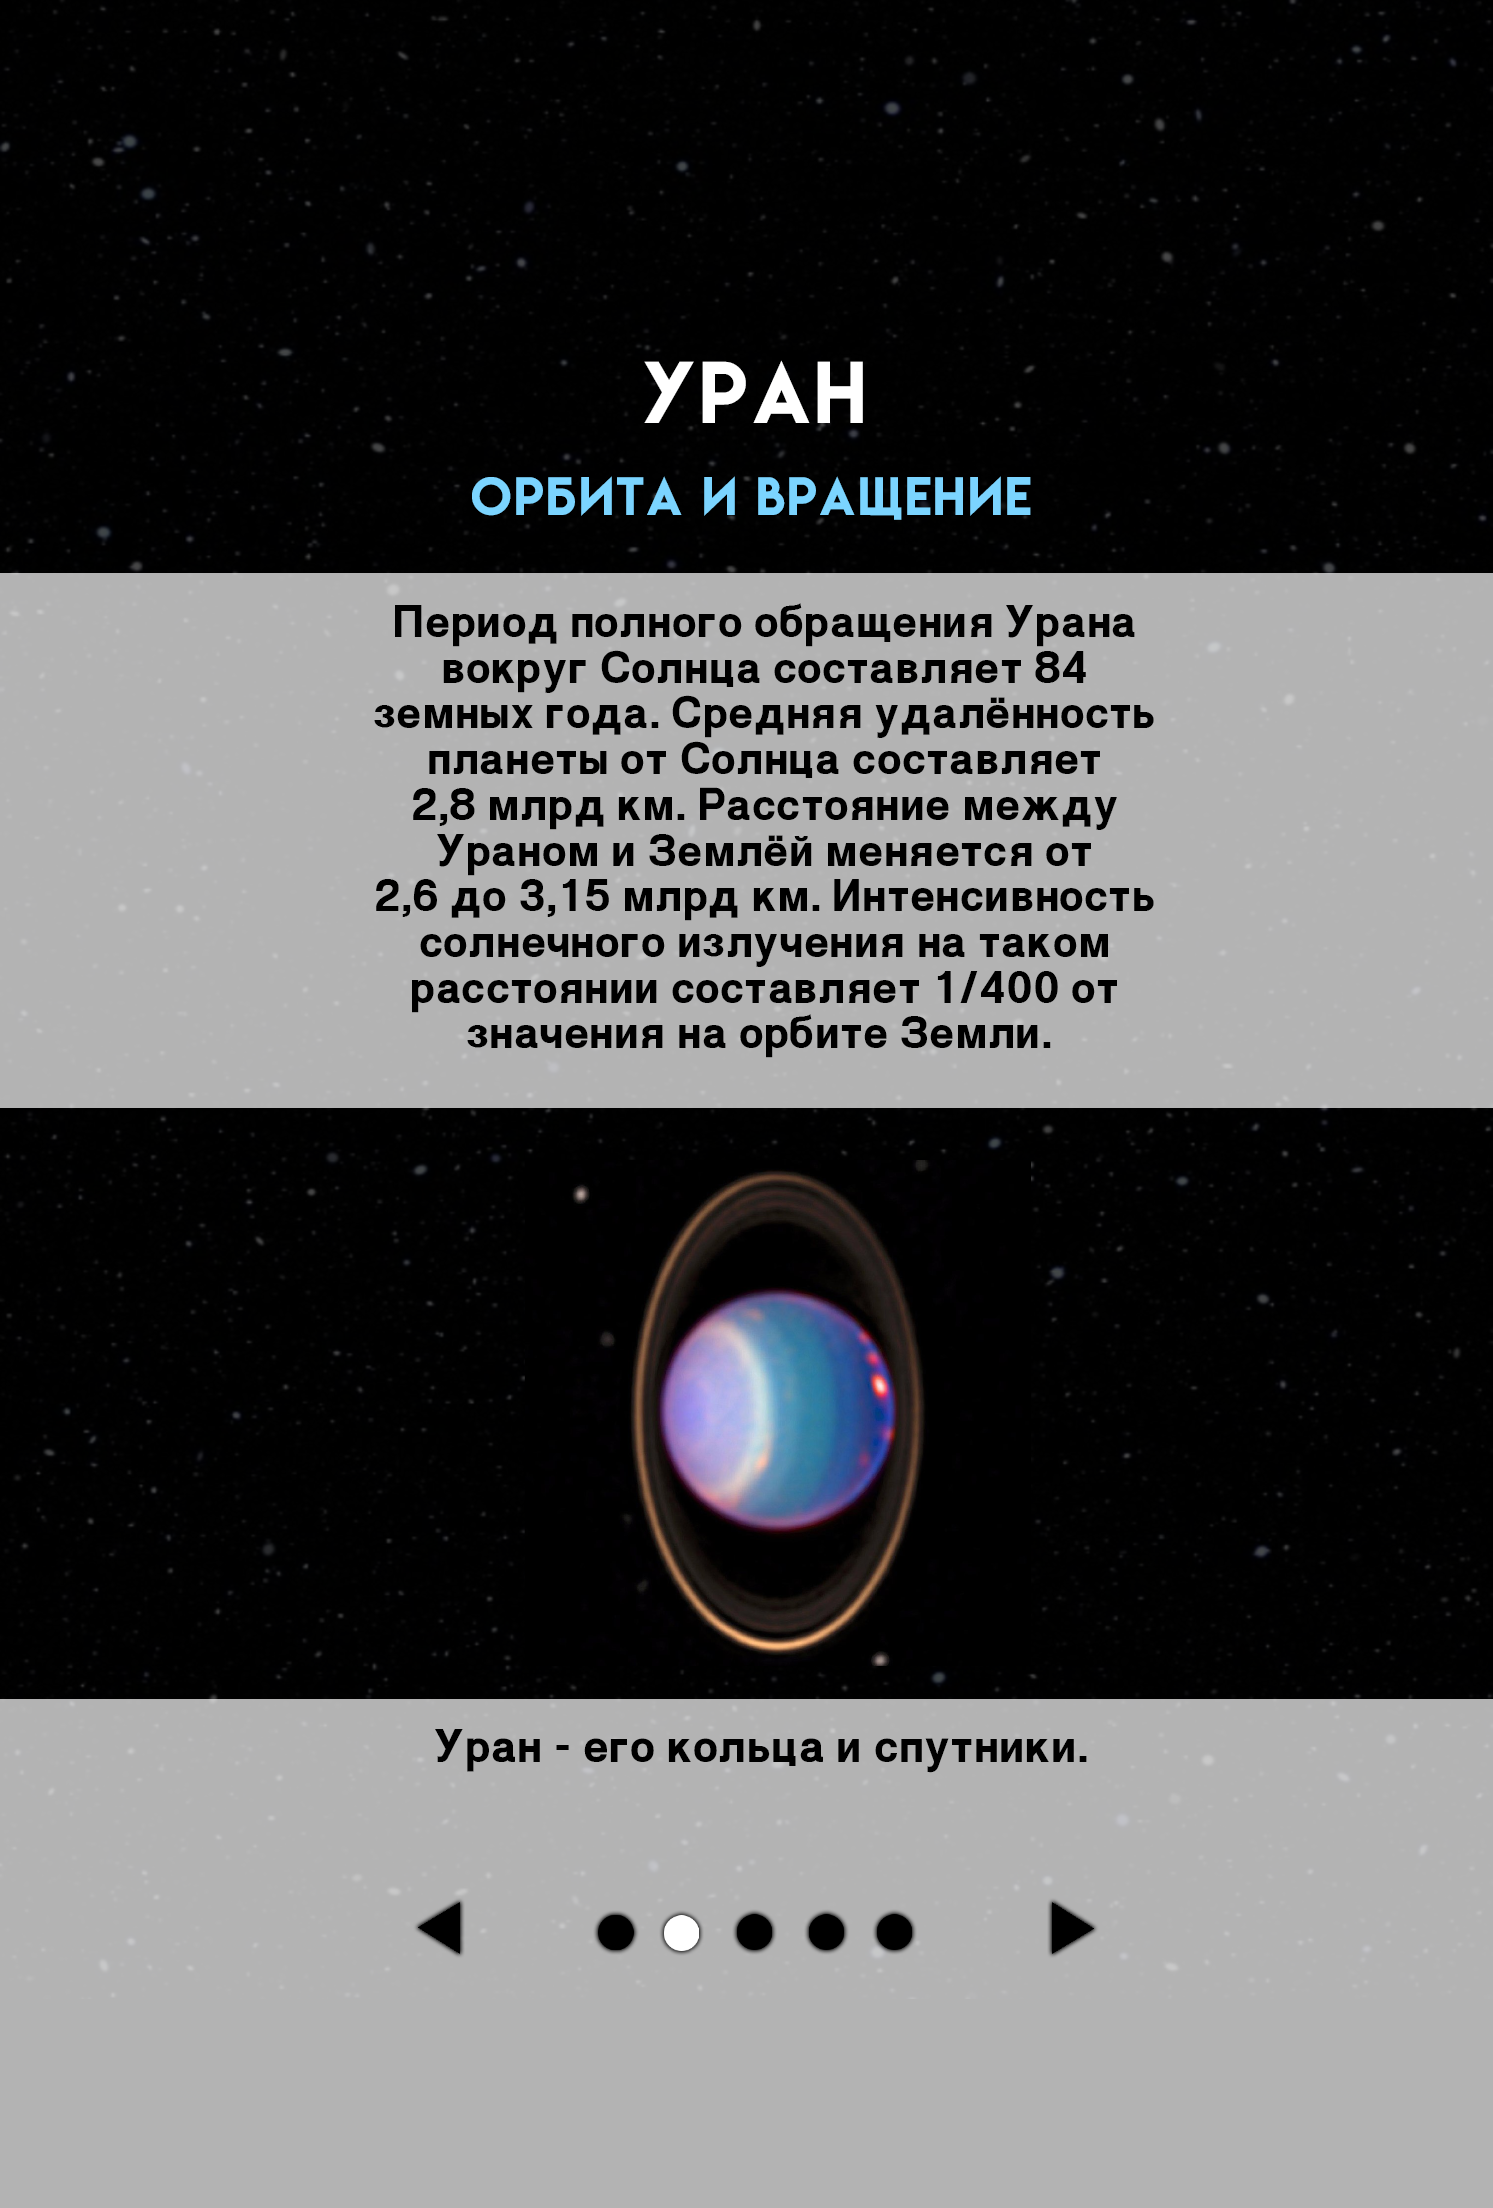 УРАН
ОРБИТА И ВРАЩЕНИЕ
Период полного обращения Урана
вокруг Солнца составляет 84
земных года. Средняя удалённость
планеты от Солнца составляет
2,8 млрд км. Расстояние между
Ураном и Землёй меняется от
2,6 до 3,15 млрд км. Интенсивность
солнечного излучения на таком
расстоянии составляет 1/400 от
значения на орбите Земли.
Уран - его кольца и спутники.